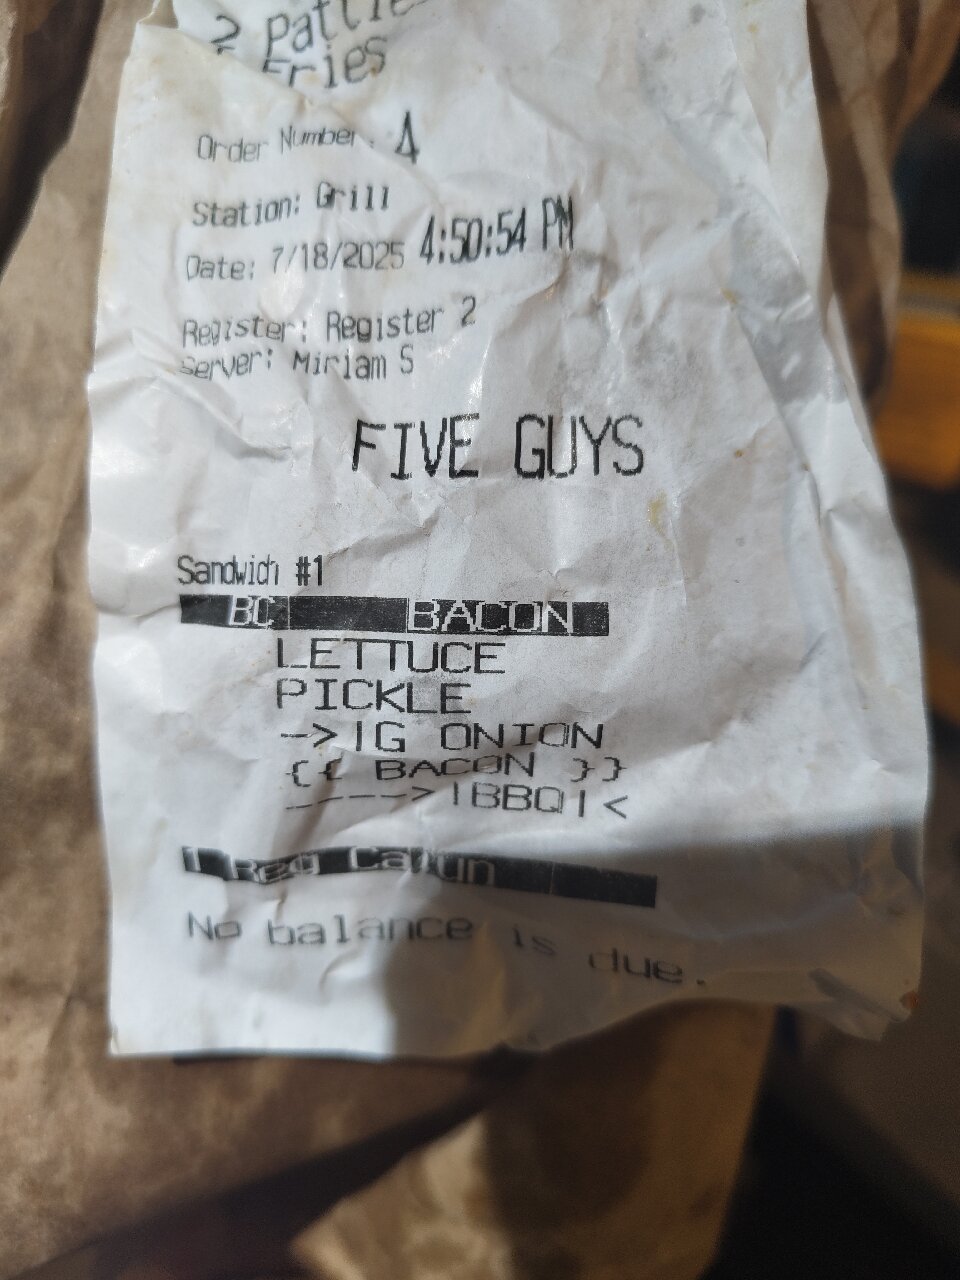 2 Pattie
Fries
Order Number: 4
Station: Grill
Date: 7/18/2025 4:50:54 PM
Register: Register 2
Server: Miriam S
FIVE GUYS
Sandwich #1
BC BACON
LETTUCE
PICKLE
->|G ONION
{{ BACON }}
---->|BBQ|<
1 Reg Cajun
No balance is due.